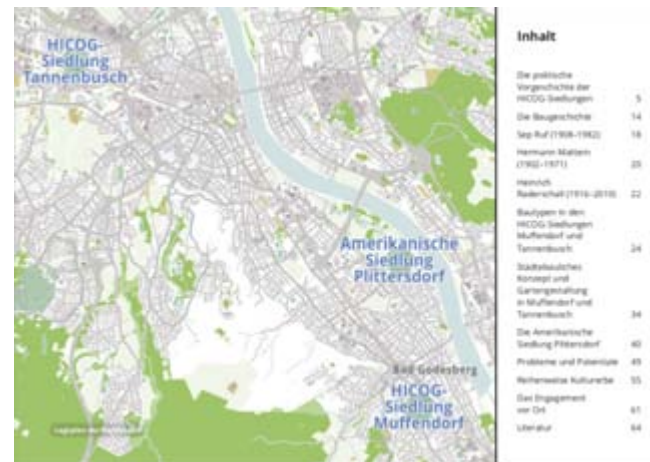 HICOG-
Siedlung
Tannenbusch
Amerikanische
Siedlung
Plittersdorf
Bad Godesberg
HICOG-
Siedlung
Muffendorf
Inhalt
Die politische
Vorgeschichte der
HICOG-Siedlungen 5
Die Baugeschichte 14
Sep Ruf (1908–1982) 18
Hermann Mattern
(1902–1971) 20
Heinrich
Raderschall (1916–2010) 22
Bautypen in den
HICOG-Siedlungen
Muffendorf und
Tannenbusch 24
Städtebauliches
Konzept und
Gartengestaltung
in Muffendorf und
Tannenbusch 34
Die Amerikanische
Siedlung Plittersdorf 40
Probleme und Potentiale 49
Reihenweise Kulturerbe 55
Das Engagement
vor Ort 61
Literatur 64